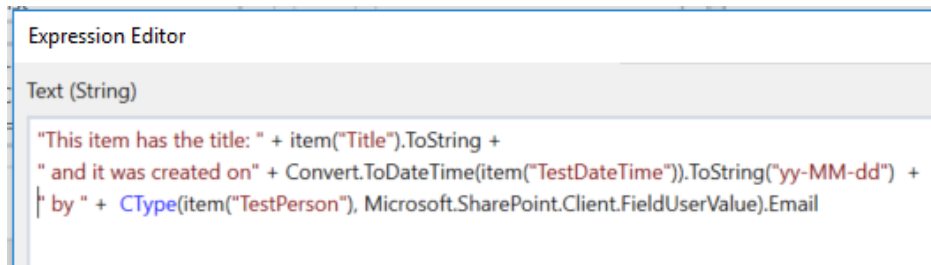 Expression Editor
Text (String)
"This item has the title: " + item("Title").ToString +
" and it was created on" + Convert.ToDateTime(item("TestDateTime")).ToString("yy-MM-dd")  +
" by " +  CType(item("TestPerson"), Microsoft.SharePoint.Client.FieldUserValue).Email